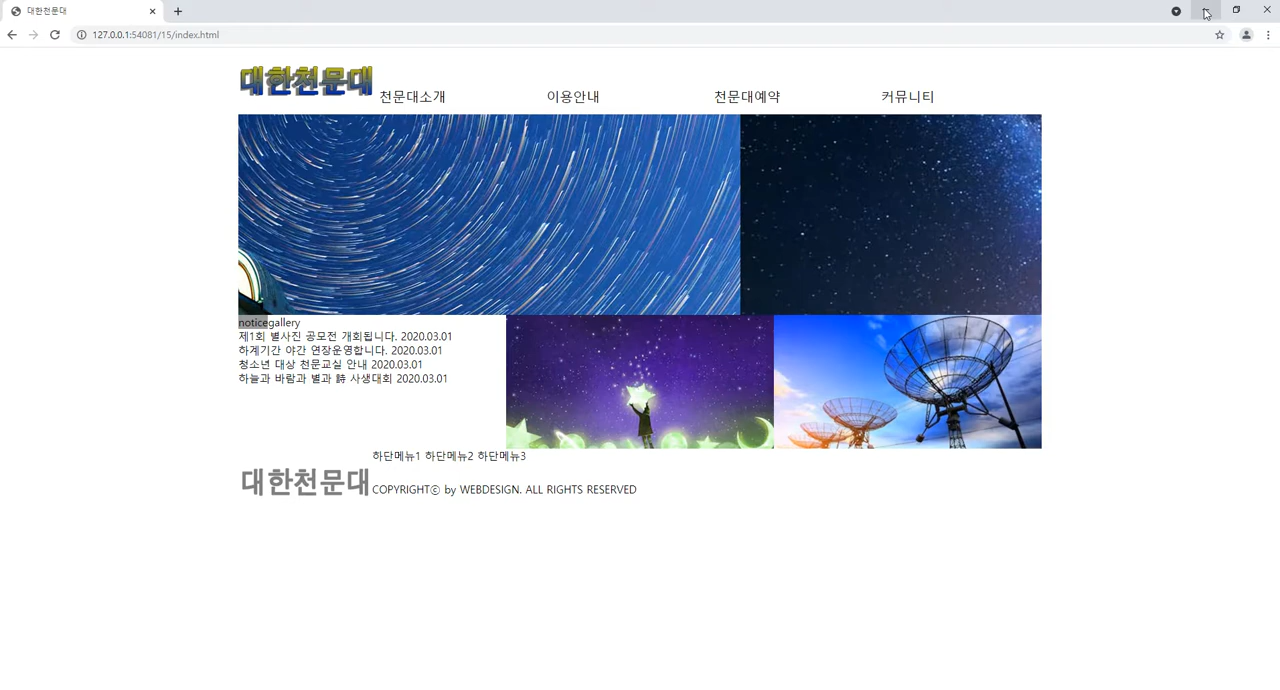 대한천문대
127.0.0.1:54081/15/index.html
대한천문대
천문대소개 이용안내 천문대예약 커뮤니티
noticegallery
제1회 별사진 공모전 개회됩니다. 2020.03.01
하계기간 야간 연장운영합니다. 2020.03.01
청소년 대상 천문교실 안내 2020.03.01
하늘과 바람과 별과 詩 사생대회 2020.03.01
하단메뉴1 하단메뉴2 하단메뉴3
대한천문대
COPYRIGHTⓒ by WEBDESIGN. ALL RIGHTS RESERVED